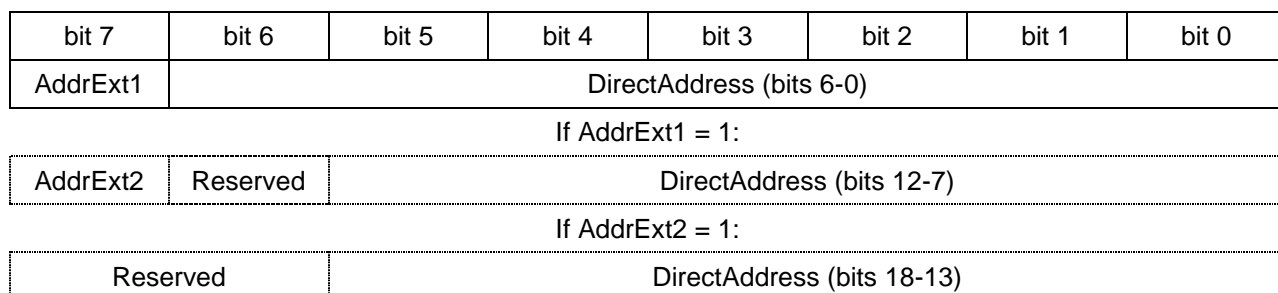 bit 7 bit 6 bit 5 bit 4 bit 3 bit 2 bit 1 bit 0
AddrExt1 DirectAddress (bits 6-0)
If AddrExt1 = 1:
AddrExt2 Reserved DirectAddress (bits 12-7)
If AddrExt2 = 1:
Reserved DirectAddress (bits 18-13)